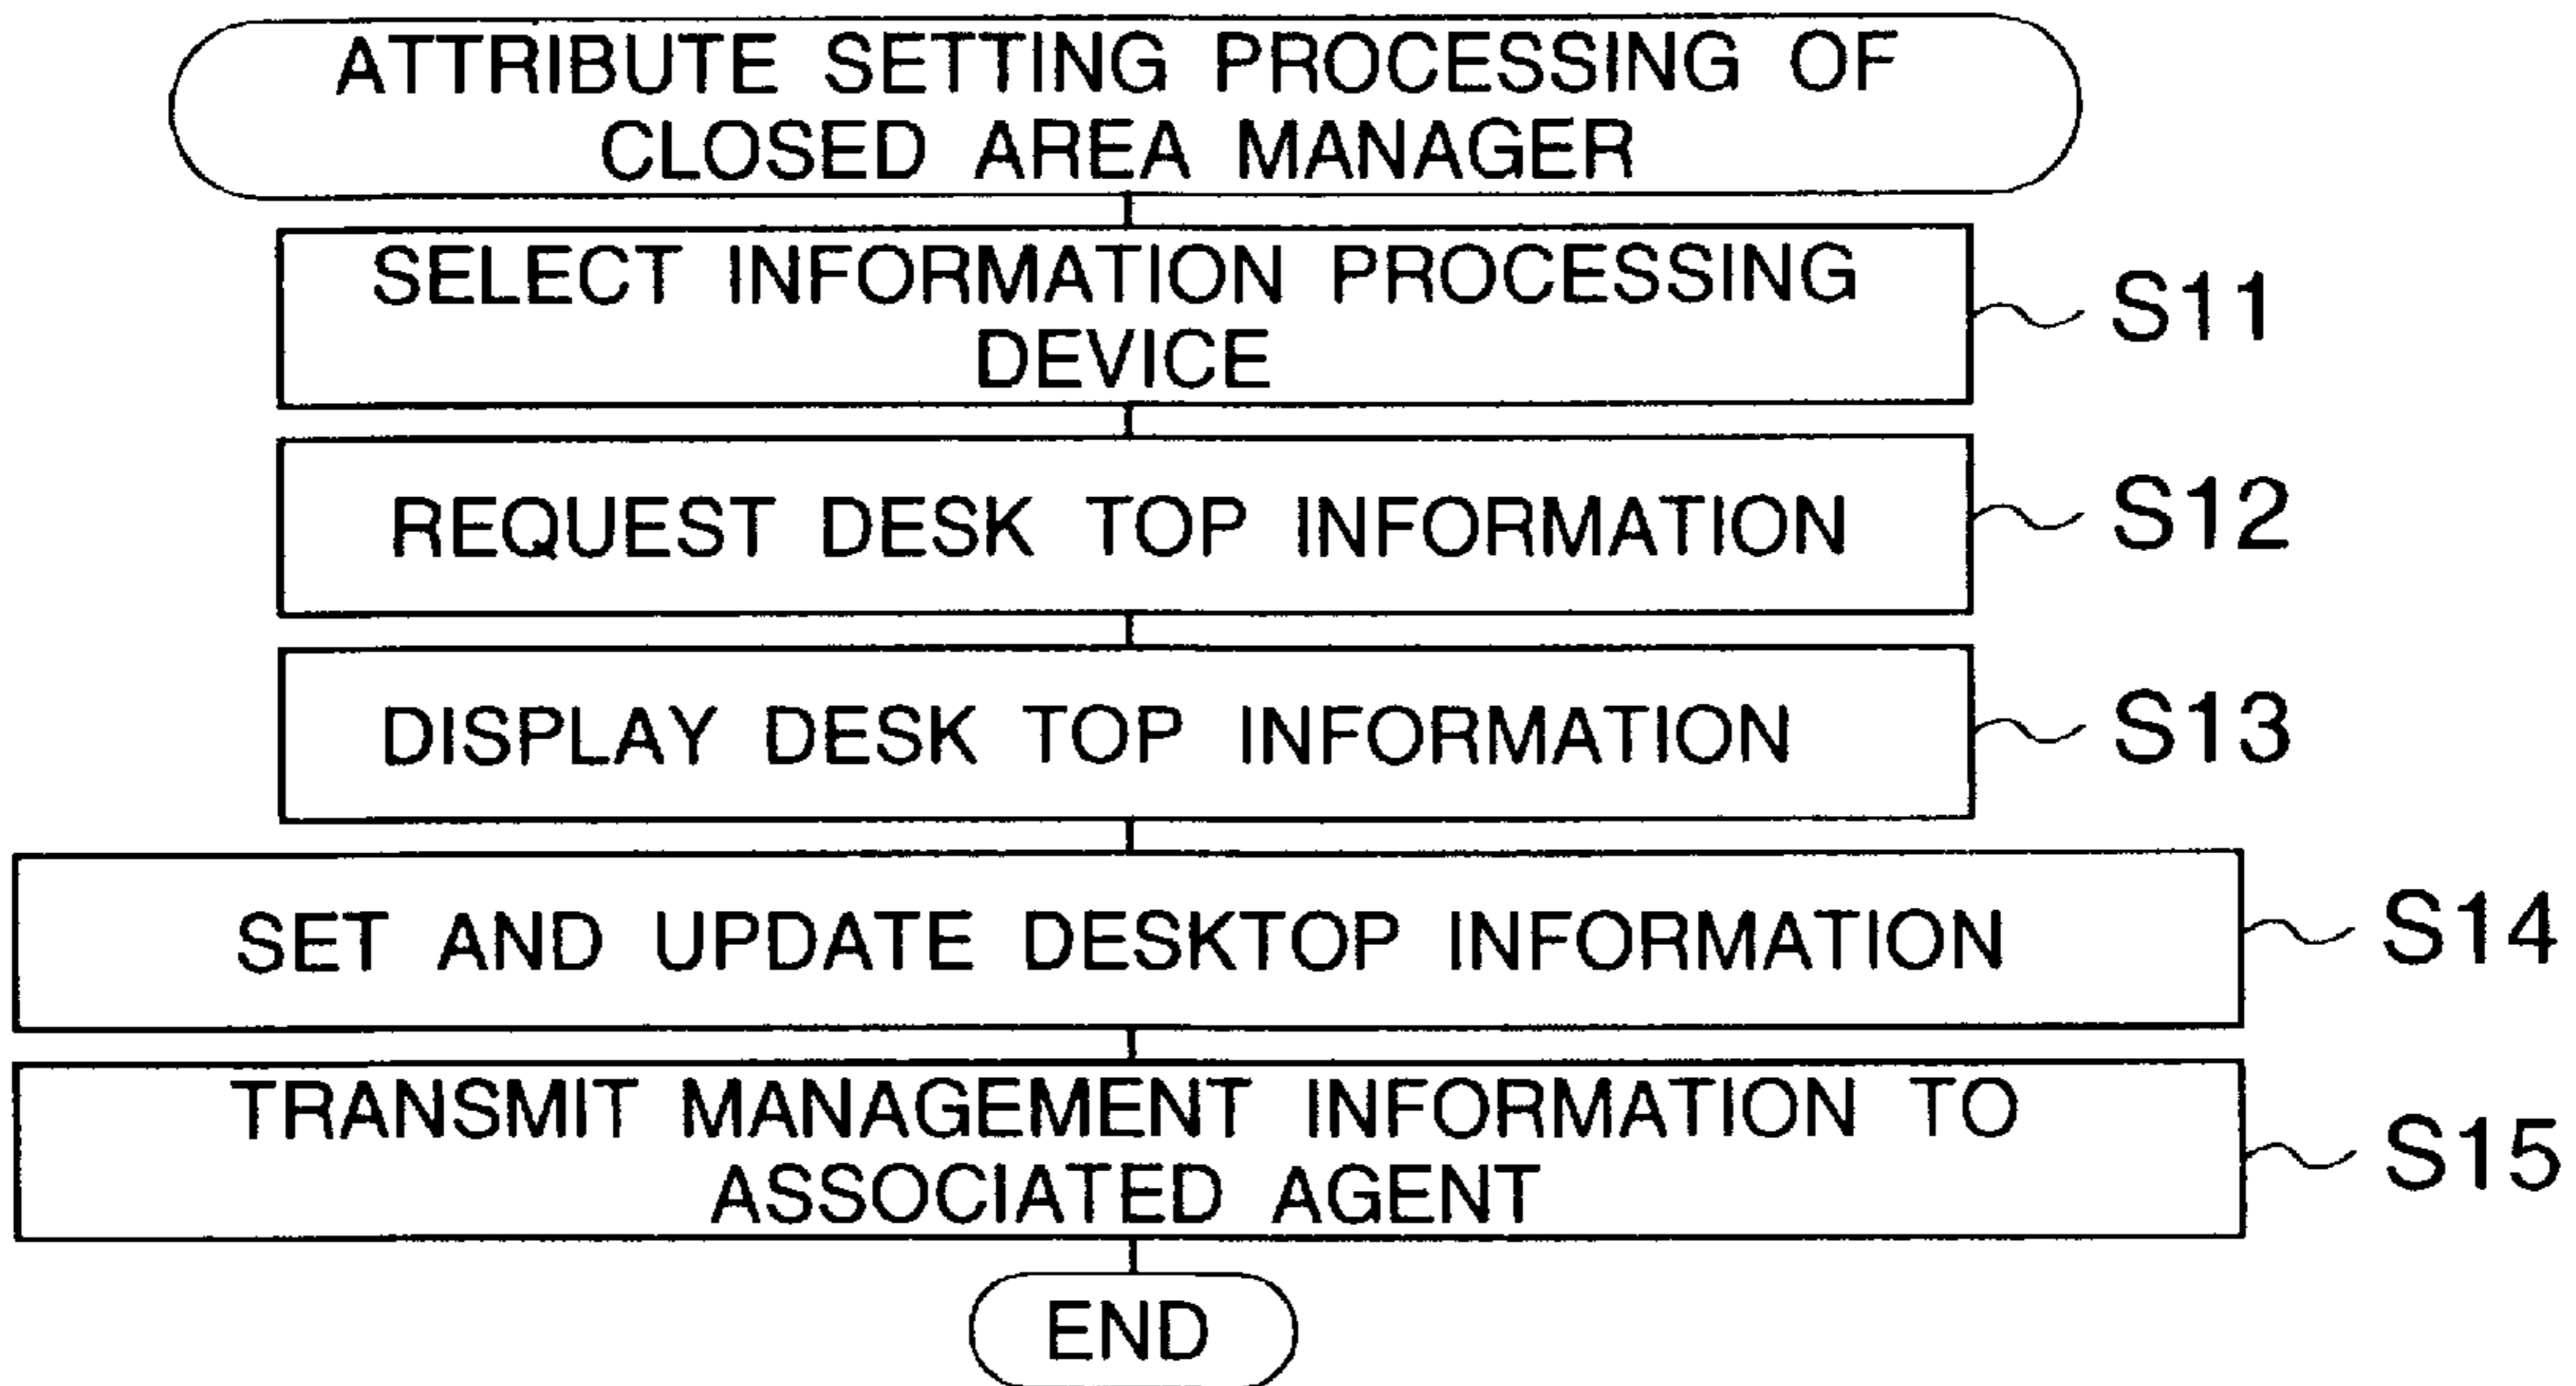 ATTRIBUTE SETTING PROCESSING OF
CLOSED AREA MANAGER
SELECT INFORMATION PROCESSING
DEVICE
S11
REQUEST DESK TOP INFORMATION
S12
DISPLAY DESK TOP INFORMATION
S13
SET AND UPDATE DESKTOP INFORMATION
S14
TRANSMIT MANAGEMENT INFORMATION TO
ASSOCIATED AGENT
S15
END